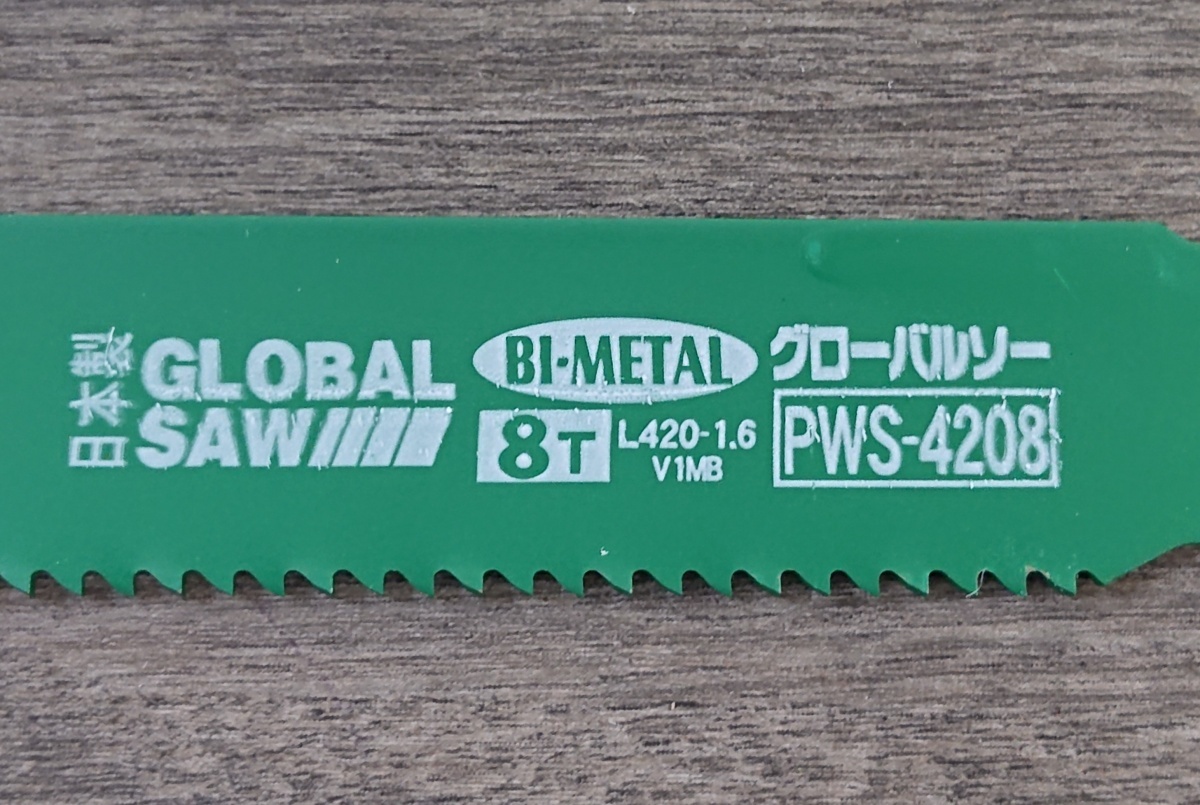 日本製
GLOBAL
SAW
BI-METAL
8T
L420-1.6
V1MB
グローバルソー
PWS-4208